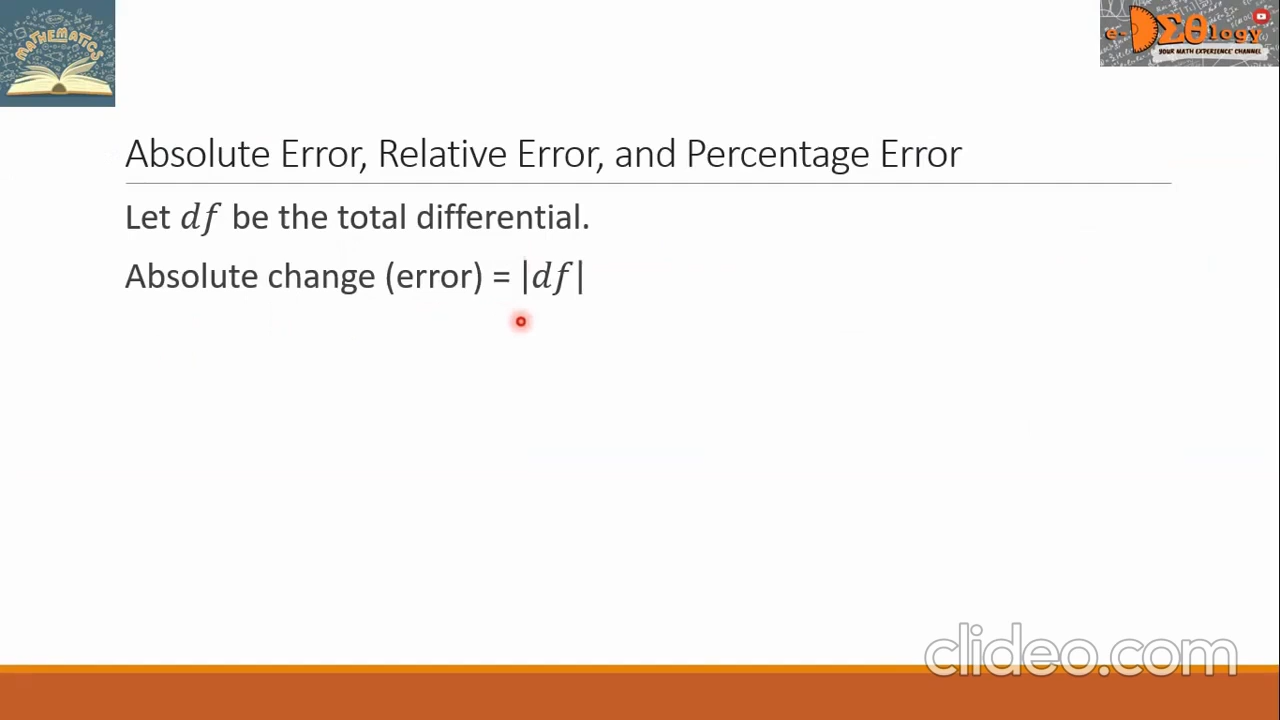 MATHEMATICS
e-DΣθlogy
YOUR MATH EXPERIENCE CHANNEL
Absolute Error, Relative Error, and Percentage Error
Let 𝑑𝑓 be the total differential.
Absolute change (error) = |𝑑𝑓|
clideo.com